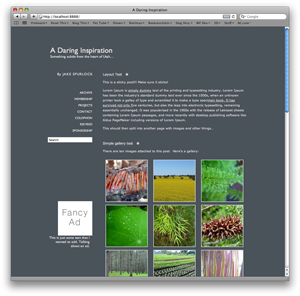 A Daring Inspiration
http://localhost:8888/
A Daring Inspiration
Something subtle from the heart of Utah...
By JAKE SPURLOCK
Layout Test
This is a sticky post!! Make sure it sticks!
Lorem Ipsum is simply dummy text of the printing and typesetting industry. Lorem Ipsum
has been the industry's standard dummy text ever since the 1500s, when an unknown
printer took a galley of type and scrambled it to make a type specimen book. It has
survived not only five centuries, but also the leap into electronic typesetting, remaining
essentially unchanged. It was popularised in the 1960s with the release of Letraset sheets
containing Lorem Ipsum passages, and more recently with desktop publishing software like
Aldus PageMaker including versions of Lorem Ipsum.
This should then split into another page with images and other things..
ARCHIVE
MEMBERSHIP
PROJECTS
CONTACT
COLOPHON
RSS FEED
SPONSORSHIP
Search
Simple gallery test
There are ten images attached to this post. Here's a gallery:
Fancy
Ad
This is just some text that I
wanted to add. Talking
about an ad.